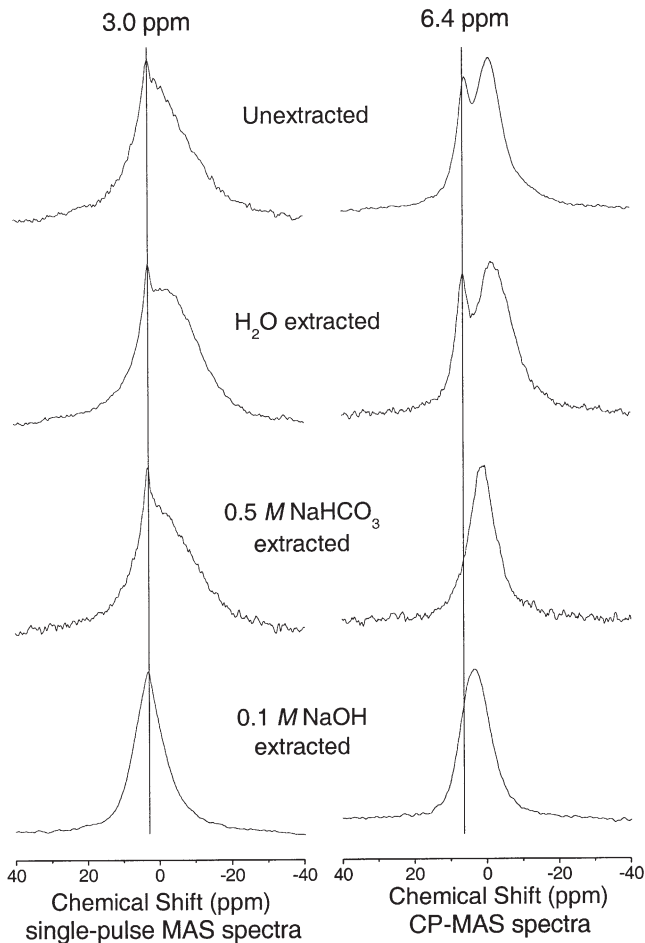 3.0 ppm
6.4 ppm
Unextracted
H2O extracted
0.5 M NaHCO3
extracted
0.1 M NaOH
extracted
40 20 0 -20 -40
40 20 0 -20 -40
Chemical Shift (ppm)
single-pulse MAS spectra
Chemical Shift (ppm)
CP-MAS spectra